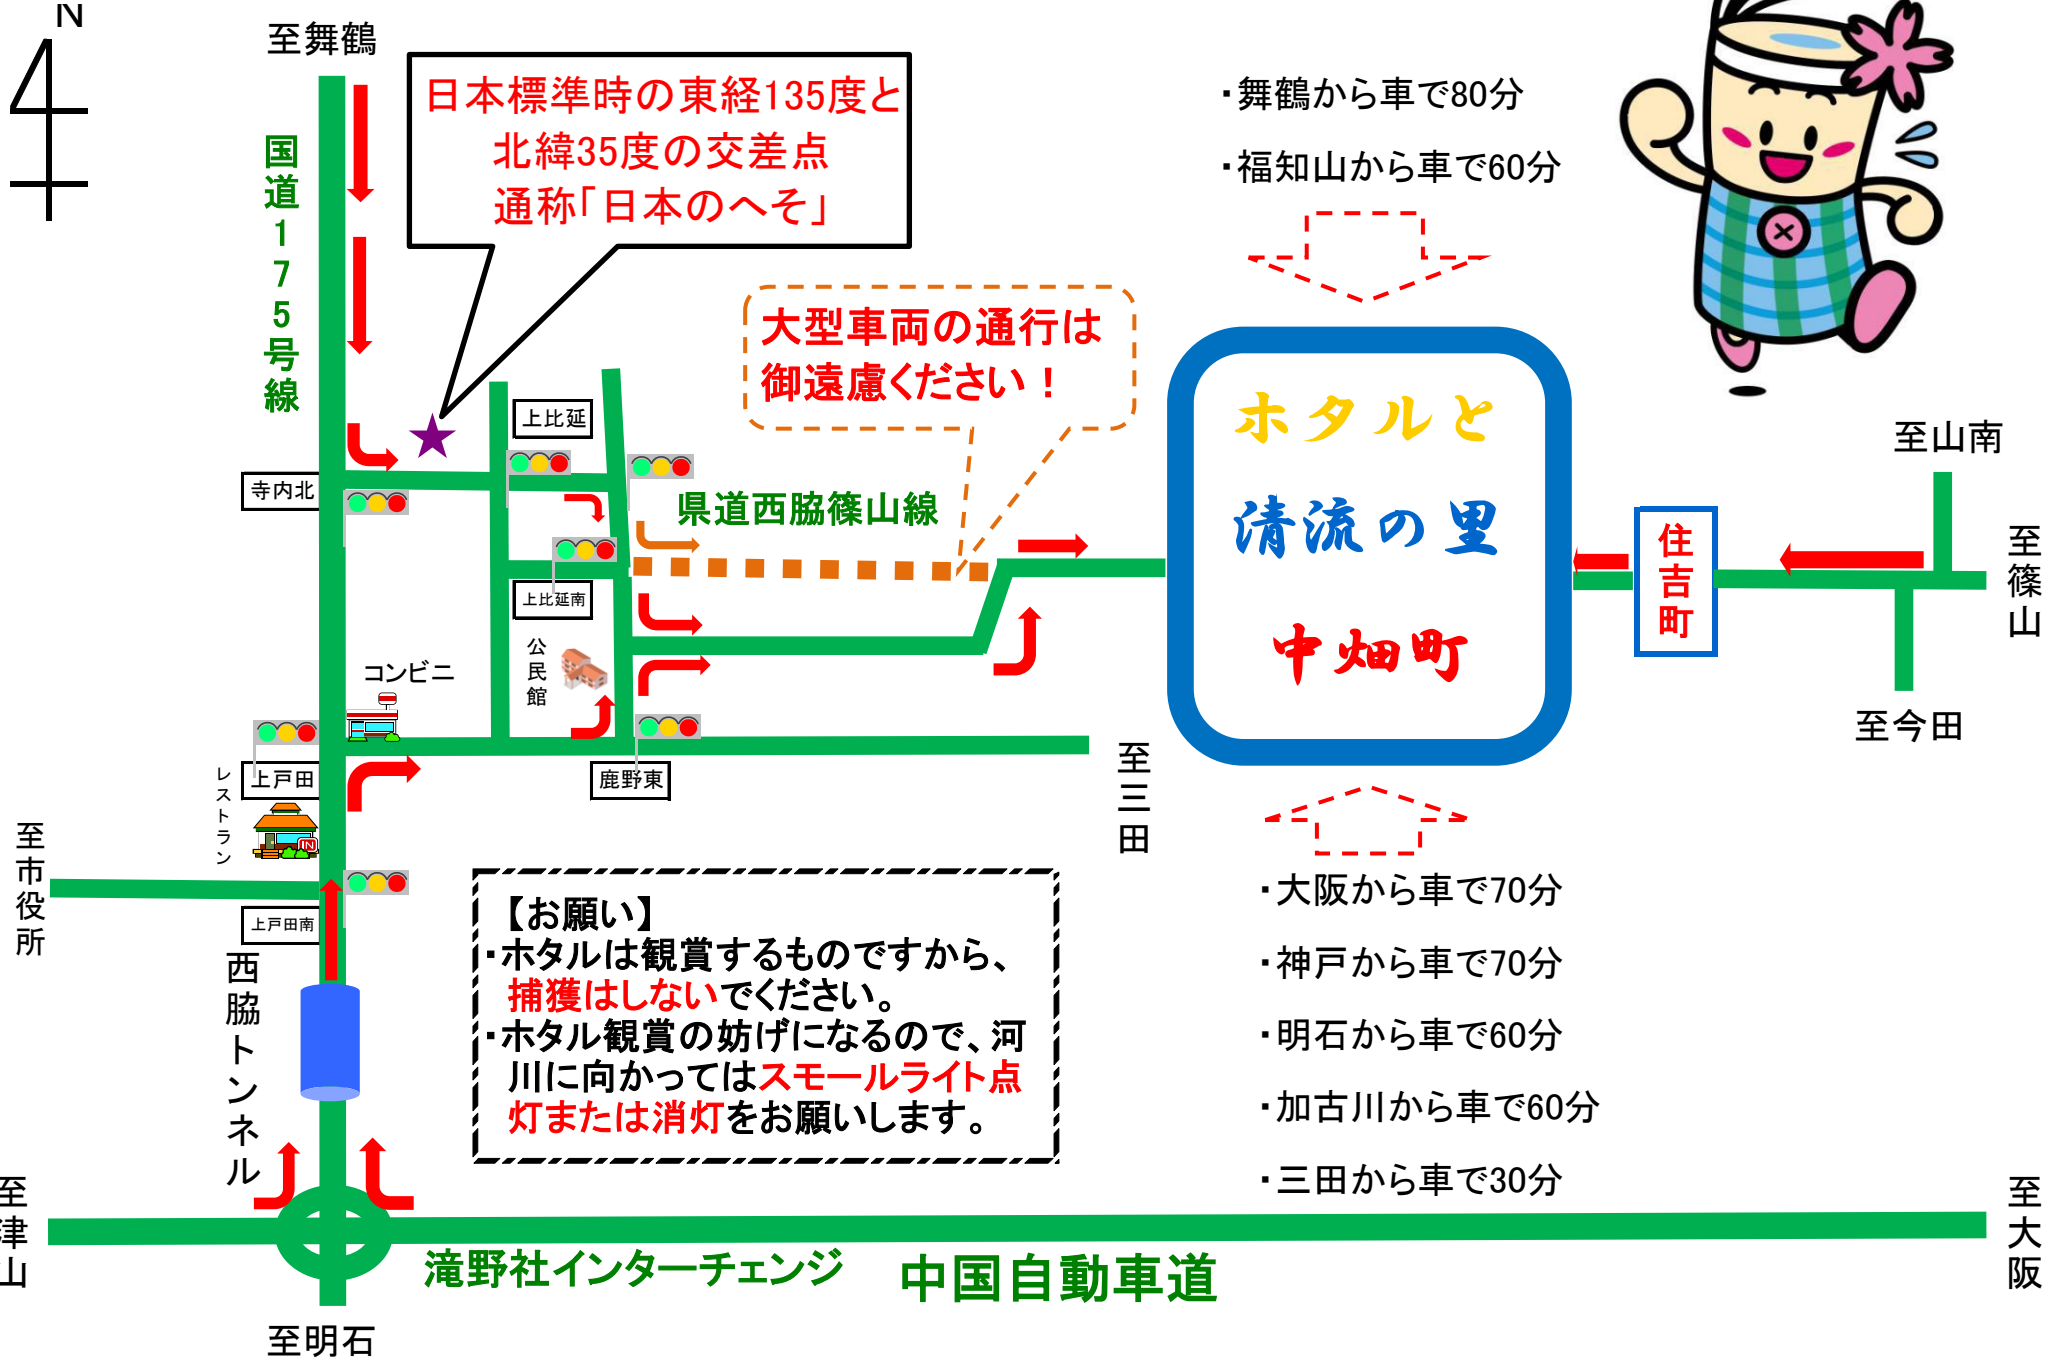 N
至舞鶴
国道175号線
日本標準時の東経135度と
北緯35度の交差点
通称「日本のへそ」
・舞鶴から車で80分
・福知山から車で60分
大型車両の通行は
御遠慮ください！
上比延
寺内北
県道西脇篠山線
上比延南
公民館
コンビニ
上戸田
レストラン
鹿野東
至三田
至市役所
上戸田南
西脇トンネル
ホタルと
清流の里
中畑町
住吉町
至山南
至篠山
至今田
【お願い】
・ホタルは観賞するものですから、
捕獲はしないでください。
・ホタル観賞の妨げになるので、河
川に向かってはスモールライト点
灯または消灯をお願いします。
・大阪から車で70分
・神戸から車で70分
・明石から車で60分
・加古川から車で60分
・三田から車で30分
至津山
滝野社インターチェンジ
中国自動車道
至大阪
至明石
IN